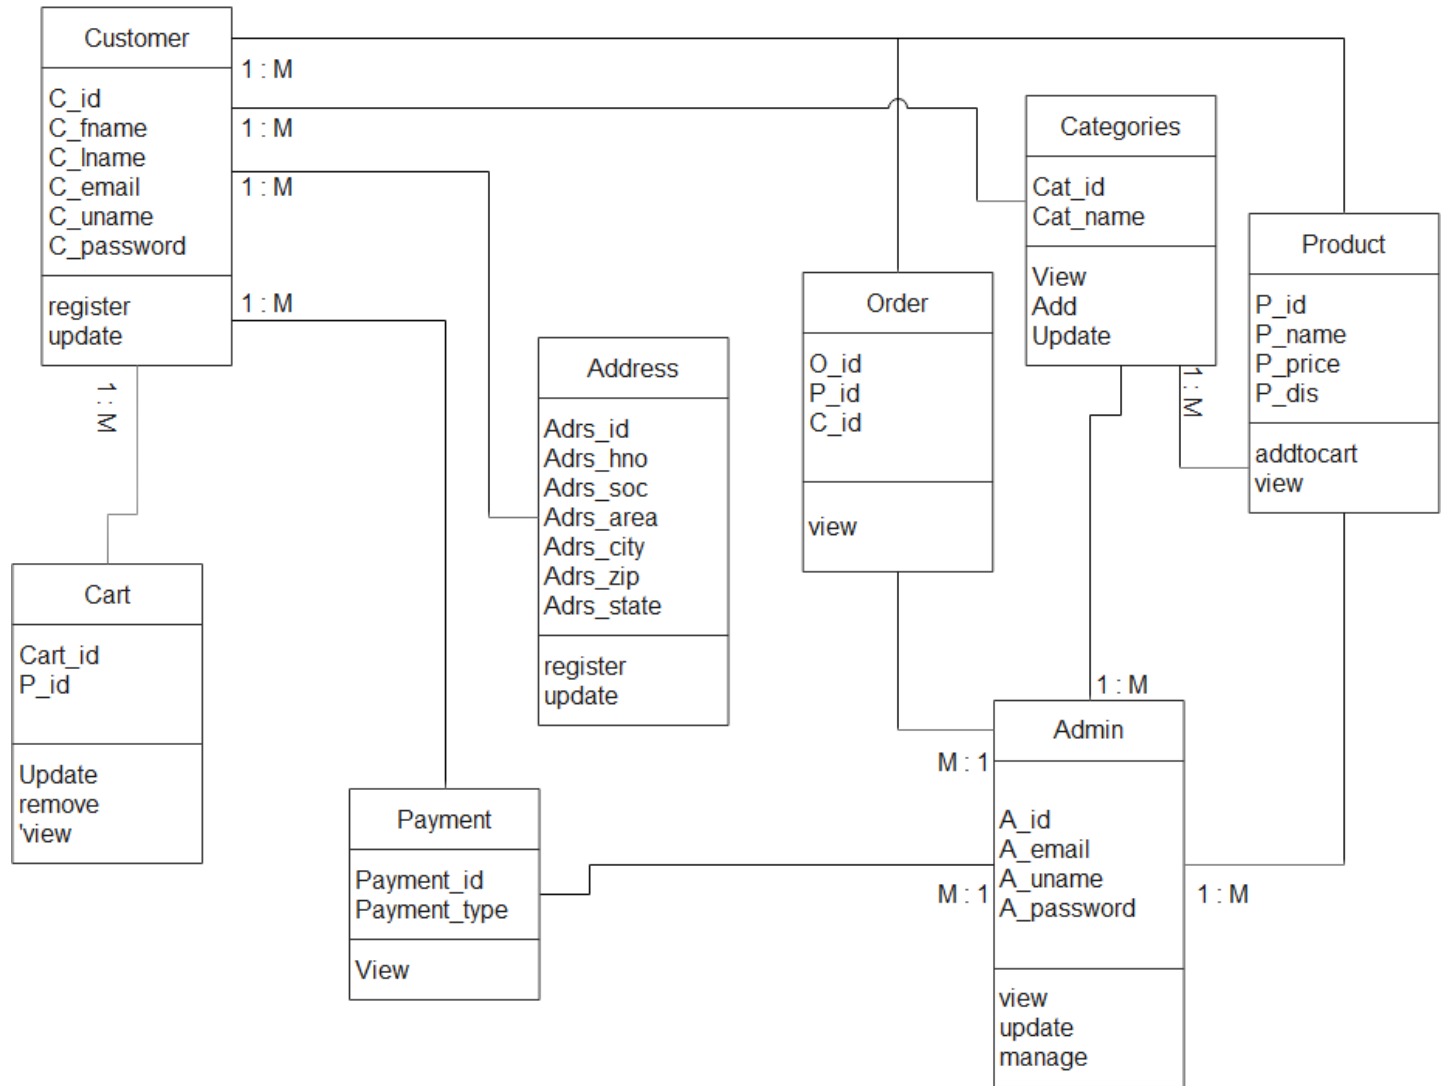 Customer
C_id
C_fname
C_lname
C_email
C_uname
C_password
register
update
1 : M
1 : M
1 : M
1 : M
1 : M
Categories
Cat_id
Cat_name
View
Add
Update
1 : M
Product
P_id
P_name
P_price
P_dis
addtocart
view
Order
O_id
P_id
C_id
view
Address
Adrs_id
Adrs_hno
Adrs_soc
Adrs_area
Adrs_city
Adrs_zip
Adrs_state
register
update
Cart
Cart_id
P_id
Update
remove
'view
Payment
Payment_id
Payment_type
View
1 : M
M : 1
M : 1
1 : M
Admin
A_id
A_email
A_uname
A_password
view
update
manage